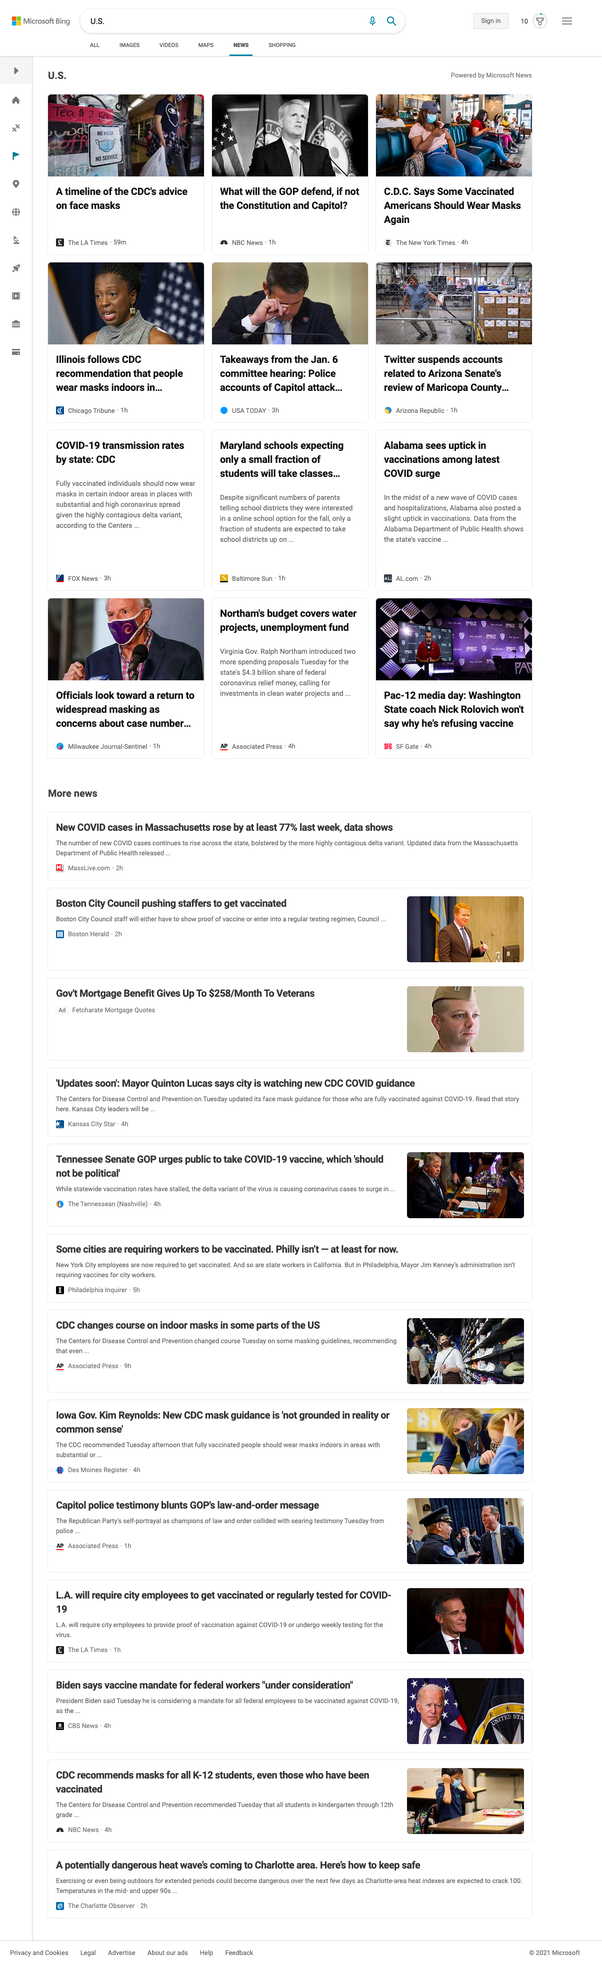 Microsoft Bing
U.S.
Sign in
10
ALL
IMAGES
VIDEOS
MAPS
NEWS
SHOPPING
U.S.
Powered by Microsoft News
NO MASK
NO SERVICE
A timeline of the CDC's advice
on face masks
The LA Times · 59m
What will the GOP defend, if not
the Constitution and Capitol?
NBC News · 1h
C.D.C. Says Some Vaccinated
Americans Should Wear Masks
Again
The New York Times · 4h
Illinois follows CDC
recommendation that people
wear masks indoors in...
Chicago Tribune · 1h
Takeaways from the Jan. 6
committee hearing: Police
accounts of Capitol attack...
USA TODAY · 3h
Twitter suspends accounts
related to Arizona Senate's
review of Maricopa County...
Arizona Republic · 1h
COVID-19 transmission rates
by state: CDC
Fully vaccinated individuals should now wear
masks in certain indoor areas in places with
substantial and high coronavirus spread
given the highly contagious delta variant,
according to the Centers ...
FOX News · 3h
Maryland schools expecting
only a small fraction of
students will take classes...
Despite significant numbers of parents
telling school districts they were interested
in a online school option for the fall, only a
fraction of students are expected to take
school districts up on ...
Baltimore Sun · 1h
Alabama sees uptick in
vaccinations among latest
COVID surge
In the midst of a new wave of COVID cases
and hospitalizations, Alabama also posted a
slight uptick in vaccinations. Data from the
Alabama Department of Public Health shows
the state's vaccine ...
AL.com · 2h
Officials look toward a return to
widespread masking as
concerns about case number...
Milwaukee Journal-Sentinel · 1h
Northam's budget covers water
projects, unemployment fund
Virginia Gov. Ralph Northam introduced two
more spending proposals Tuesday for the
state's $4.3 billion share of federal
coronavirus relief money, calling for
investments in clean water projects and ...
AP Associated Press · 4h
Pac-12 media day: Washington
State coach Nick Rolovich won't
say why he's refusing vaccine
SF Gate · 4h
More news
New COVID cases in Massachusetts rose by at least 77% last week, data shows
The number of new COVID cases continues to rise across the state, bolstered by the more highly contagious delta variant. Updated data from the Massachusetts
Department of Public Health released ...
MassLive.com · 2h
Boston City Council pushing staffers to get vaccinated
Boston City Council staff will either have to show proof of vaccine or enter into a regular testing regimen, Council ...
Boston Herald · 2h
Gov't Mortgage Benefit Gives Up To $258/Month To Veterans
Ad Fetcharate Mortgage Quotes
'Updates soon': Mayor Quinton Lucas says city is watching new CDC COVID guidance
The Centers for Disease Control and Prevention on Tuesday updated its face mask guidance for those who are fully vaccinated against COVID-19. Read that story
here. Kansas City leaders will be ...
Kansas City Star · 4h
Tennessee Senate GOP urges public to take COVID-19 vaccine, which 'should
not be political'
While statewide vaccination rates have stalled, the delta variant of the virus is causing coronavirus cases to surge in ...
The Tennessean (Nashville) · 4h
Some cities are requiring workers to be vaccinated. Philly isn't — at least for now.
New York City employees are now required to get vaccinated. And so are state workers in California. But in Philadelphia, Mayor Jim Kenney's administration isn't
requiring vaccines for city workers.
Philadelphia Inquirer · 5h
CDC changes course on indoor masks in some parts of the US
The Centers for Disease Control and Prevention changed course Tuesday on some masking guidelines, recommending
that even ...
AP Associated Press · 9h
Iowa Gov. Kim Reynolds: New CDC mask guidance is 'not grounded in reality or
common sense'
The CDC recommended Tuesday afternoon that fully vaccinated people should wear masks indoors in areas with
substantial or ...
Des Moines Register · 4h
Capitol police testimony blunts GOP's law-and-order message
The Republican Party's self-portrayal as champions of law and order collided with searing testimony Tuesday from
police ...
AP Associated Press · 1h
L.A. will require city employees to get vaccinated or regularly tested for COVID-
19
L.A. will require city employees to provide proof of vaccination against COVID-19 or undergo weekly testing for the
virus.
The LA Times · 1h
Biden says vaccine mandate for federal workers "under consideration"
President Biden said Tuesday he is considering a mandate for all federal employees to be vaccinated against COVID-19,
as the ...
CBS News · 4h
CDC recommends masks for all K-12 students, even those who have been
vaccinated
The Centers for Disease Control and Prevention recommended Tuesday that all students in kindergarten through 12th
grade ...
NBC News · 4h
A potentially dangerous heat wave's coming to Charlotte area. Here's how to keep safe
Exercising or even being outdoors for extended periods could become dangerous over the next few days as Charlotte-area heat indexes are expected to crack 100.
Temperatures in the mid- and upper 90s ...
The Charlotte Observer · 2h
Privacy and Cookies
Legal
Advertise
About our ads
Help
Feedback
© 2021 Microsoft